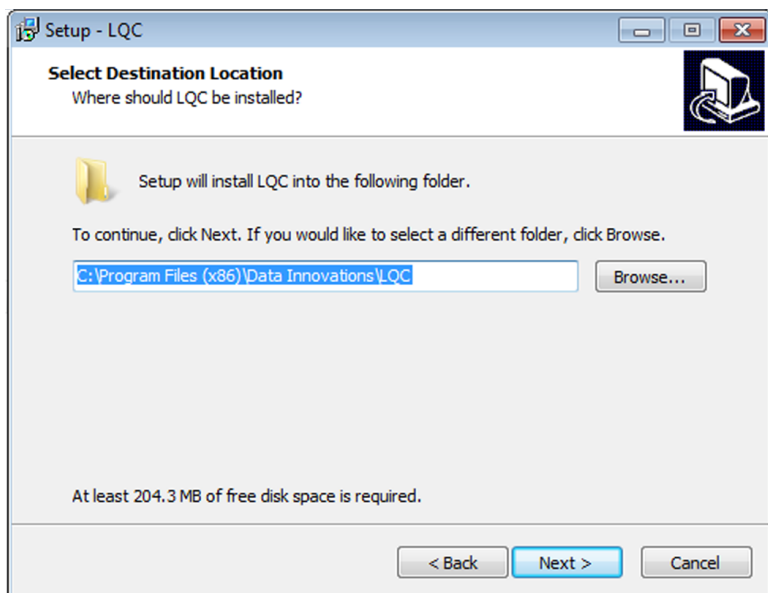 Setup - LQC
Select Destination Location
Where should LQC be installed?
Setup will install LQC into the following folder.
To continue, click Next. If you would like to select a different folder, click Browse.
C:\Program Files (x86)\Data Innovations\LQC
Browse...
At least 204.3 MB of free disk space is required.
< Back
Next >
Cancel